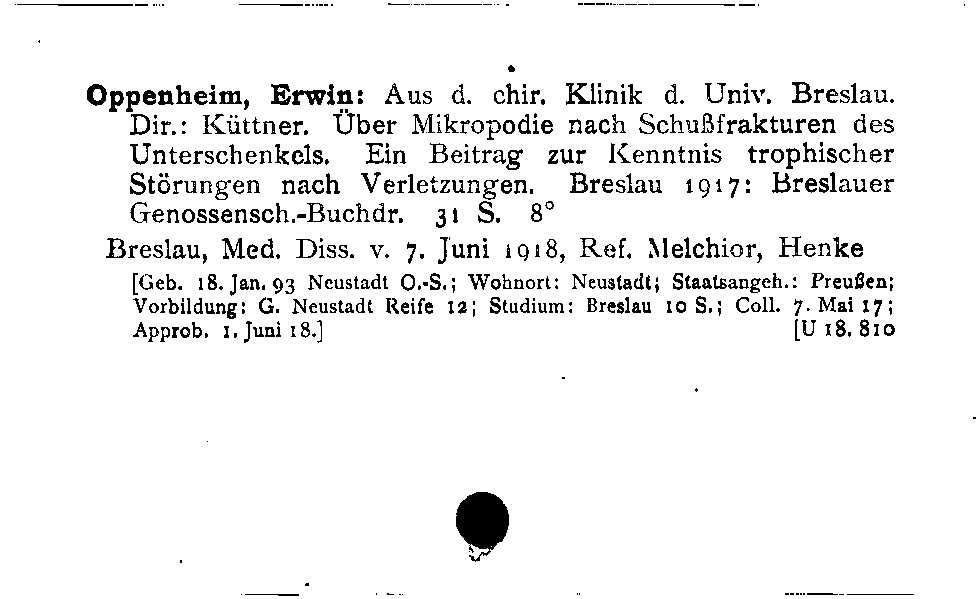 Oppenheim, Erwin: Aus d. chir. Klinik d. Univ. Breslau.
Dir.: Küttner. Über Mikropodie nach Schußfrakturen des
Unterschenkels. Ein Beitrag zur Kenntnis trophischer
Störungen nach Verletzungen. Breslau 1917: Breslauer
Genossensch.-Buchdr. 31 S. 8°
Breslau, Med. Diss. v. 7. Juni 1918, Ref. Melchior, Henke
[Geb. 18. Jan. 93 Neustadt O.-S.; Wohnort: Neustadt; Staatsangeh.: Preußen;
Vorbildung: G. Neustadt Reife 12; Studium: Breslau 10 S.; Coll. 7. Mai 17;
Approb. 1. Juni 18.] [U 18. 810